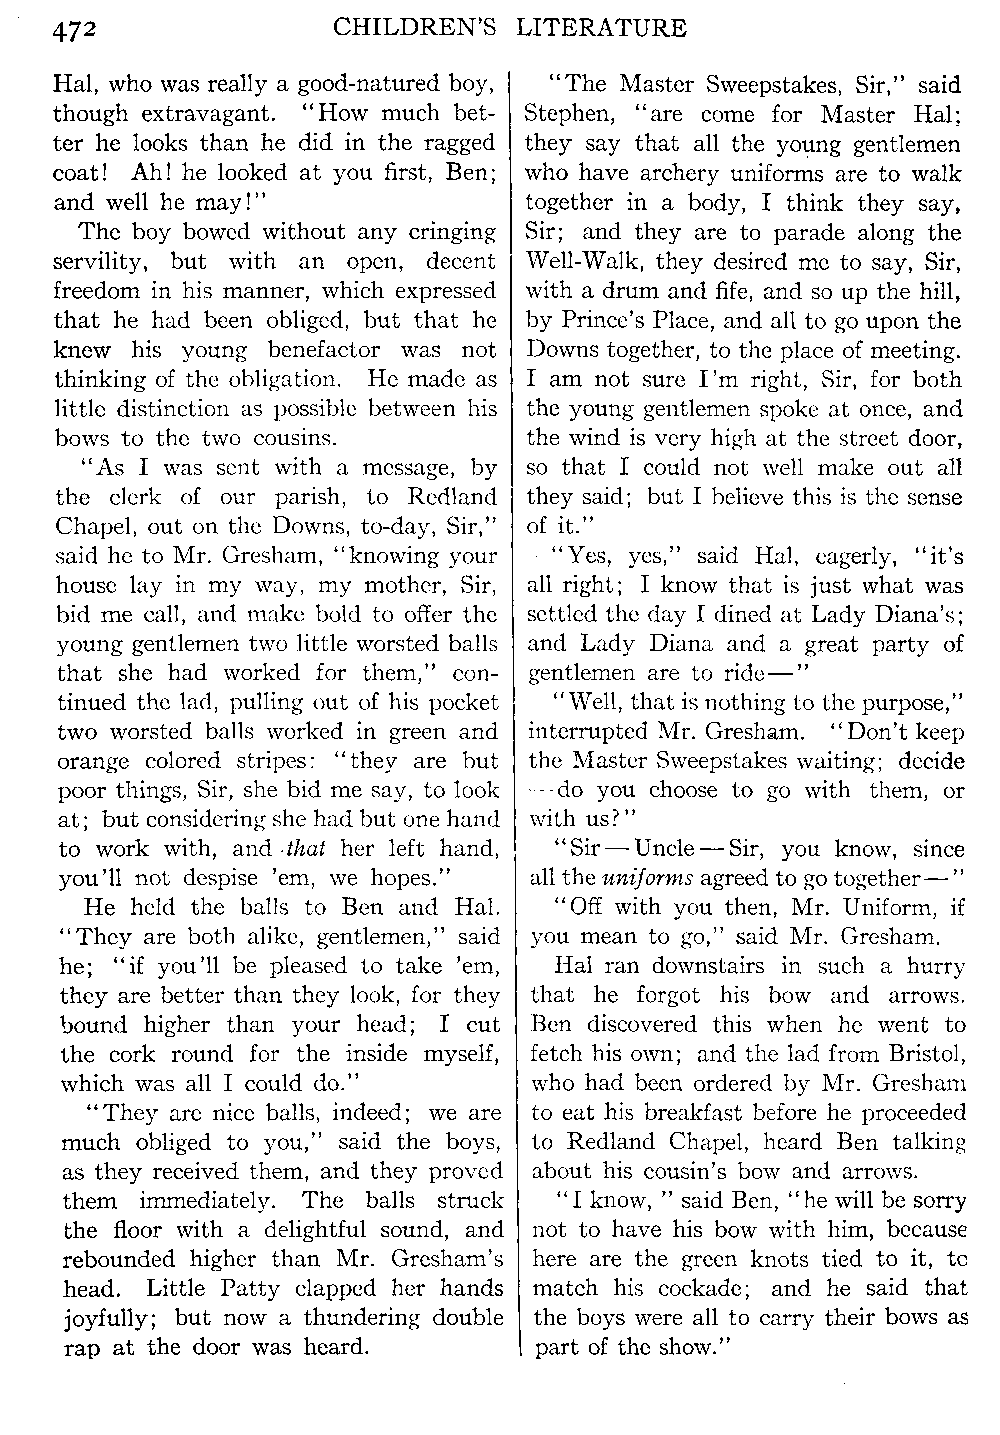 472 CHILDREN'S LITERATURE
Hal, who was really a good-natured boy,
though extravagant. "How much bet-
ter he looks than he did in the ragged
coat! Ah! he looked at you first, Ben;
and well he may!"
The boy bowed without any cringing
servility, but with an open, decent
freedom in his manner, which expressed
that he had been obliged, but that he
knew his young benefactor was not
thinking of the obligation. He made as
little distinction as possible between his
bows to the two cousins.
"As I was sent with a message, by
the clerk of our parish, to Redland
Chapel, out on the Downs, to-day, Sir,"
said he to Mr. Gresham, "knowing your
house lay in my way, my mother, Sir,
bid me call, and make bold to offer the
young gentlemen two little worsted balls
that she had worked for them," con-
tinued the lad, pulling out of his pocket
two worsted balls worked in green and
orange colored stripes: "they are but
poor things, Sir, she bid me say, to look
at; but considering she had but one hand
to work with, and that her left hand,
you'll not despise 'em, we hopes."
He held the balls to Ben and Hal.
"They are both alike, gentlemen," said
he; "if you'll be pleased to take 'em,
they are better than they look, for they
bound higher than your head; I cut
the cork round for the inside myself,
which was all I could do."
"They are nice balls, indeed; we are
much obliged to you," said the boys,
as they received them, and they proved
them immediately. The balls struck
the floor with a delightful sound, and
rebounded higher than Mr. Gresham's
head. Little Patty clapped her hands
joyfully; but now a thundering double
rap at the door was heard.
"The Master Sweepstakes, Sir," said
Stephen, "are come for Master Hal;
they say that all the young gentlemen
who have archery uniforms are to walk
together in a body, I think they say,
Sir; and they are to parade along the
Well-Walk, they desired me to say, Sir,
with a drum and fife, and so up the hill,
by Prince's Place, and all to go upon the
Downs together, to the place of meeting.
I am not sure I'm right, Sir, for both
the young gentlemen spoke at once, and
the wind is very high at the street door,
so that I could not well make out all
they said; but I believe this is the sense
of it."
"Yes, yes," said Hal, eagerly, "it's
all right; I know that is just what was
settled the day I dined at Lady Diana's;
and Lady Diana and a great party of
gentlemen are to ride—"
"Well, that is nothing to the purpose,"
interrupted Mr. Gresham. "Don't keep
the Master Sweepstakes waiting; decide
—do you choose to go with them, or
with us?"
"Sir—Uncle—Sir, you know, since
all the uniforms agreed to go together—"
"Off with you then, Mr. Uniform, if
you mean to go," said Mr. Gresham.
Hal ran downstairs in such a hurry
that he forgot his bow and arrows.
Ben discovered this when he went to
fetch his own; and the lad from Bristol,
who had been ordered by Mr. Gresham
to eat his breakfast before he proceeded
to Redland Chapel, heard Ben talking
about his cousin's bow and arrows.
"I know, " said Ben, "he will be sorry
not to have his bow with him, because
here are the green knots tied to it, to
match his cockade; and he said that
the boys were all to carry their bows as
part of the show."